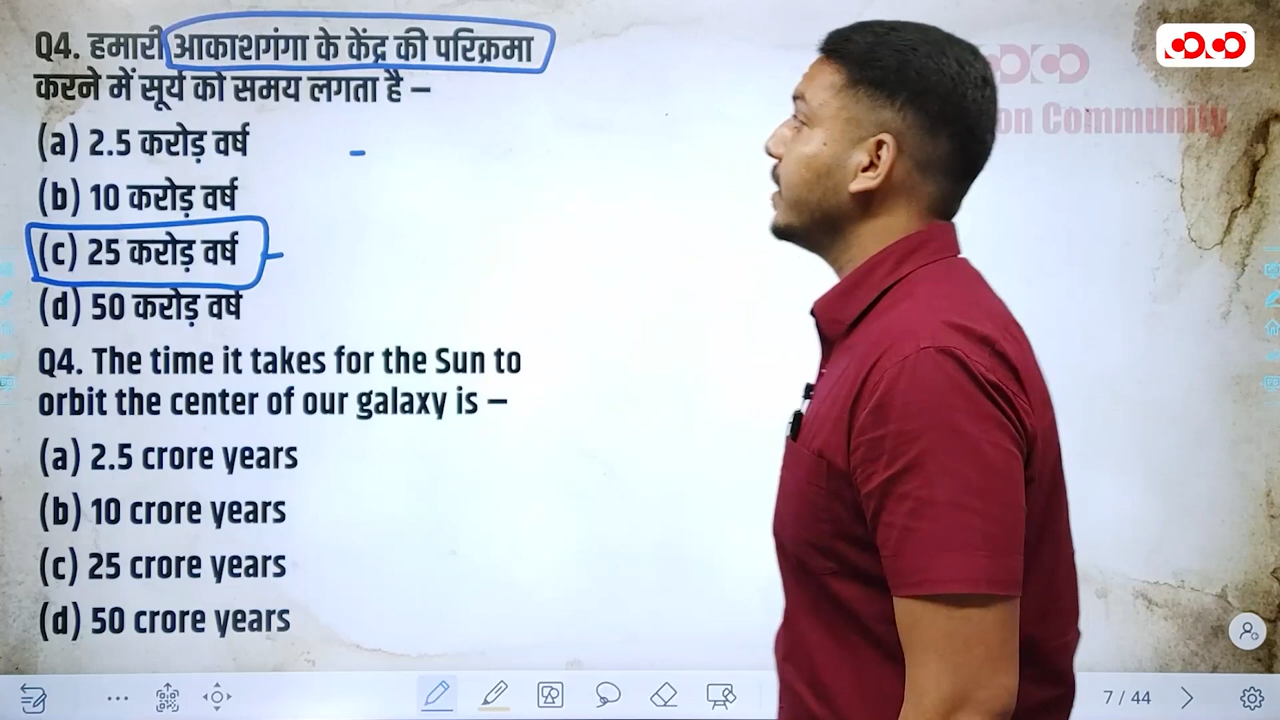 Q4. हमारी आकाशगंगा के केंद्र की परिक्रमा
करने में सूर्य को समय लगता है –
(a) 2.5 करोड़ वर्ष
(b) 10 करोड़ वर्ष
(c) 25 करोड़ वर्ष
(d) 50 करोड़ वर्ष
Q4. The time it takes for the Sun to
orbit the center of our galaxy is –
(a) 2.5 crore years
(b) 10 crore years
(c) 25 crore years
(d) 50 crore years
Community
7 / 44